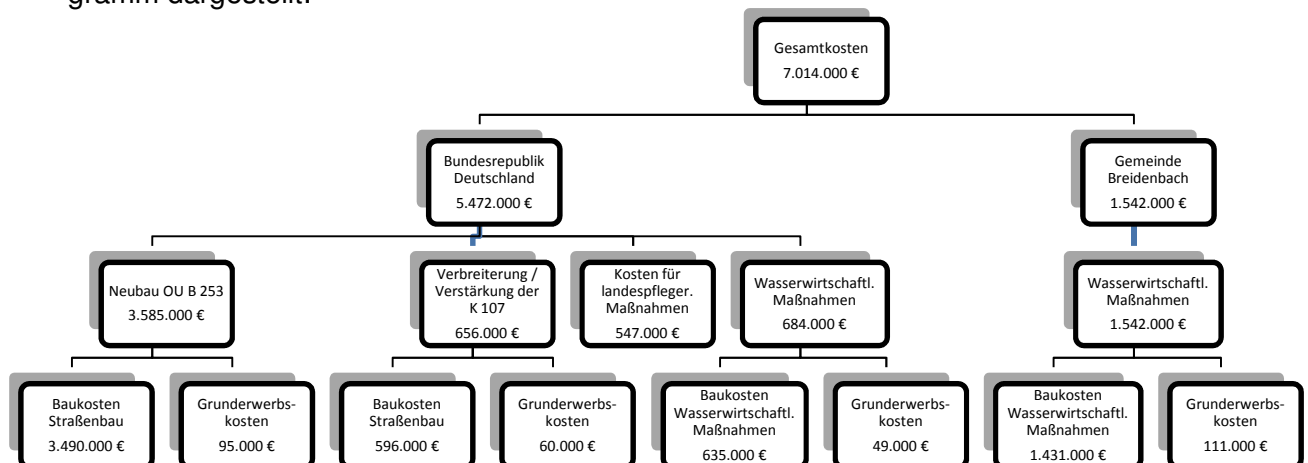 gramm dargestellt:
Gesamtkosten
7.014.000 €
Bundesrepublik
Deutschland
5.472.000 €
Gemeinde
Breidenbach
1.542.000 €
Neubau OU B 253
3.585.000 €
Verbreiterung /
Verstärkung der
K 107
656.000 €
Kosten für
landespfleger.
Maßnahmen
547.000 €
Wasserwirtschaftl.
Maßnahmen
684.000 €
Wasserwirtschaftl.
Maßnahmen
1.542.000 €
Baukosten
Straßenbau
3.490.000 €
Grunderwerbs-
kosten
95.000 €
Baukosten
Straßenbau
596.000 €
Grunderwerbs-
kosten
60.000 €
Baukosten
Wasserwirtschaftl.
Maßnahmen
635.000 €
Grunderwerbs-
kosten
49.000 €
Baukosten
Wasserwirtschaftl.
Maßnahmen
1.431.000 €
Grunderwerbs-
kosten
111.000 €